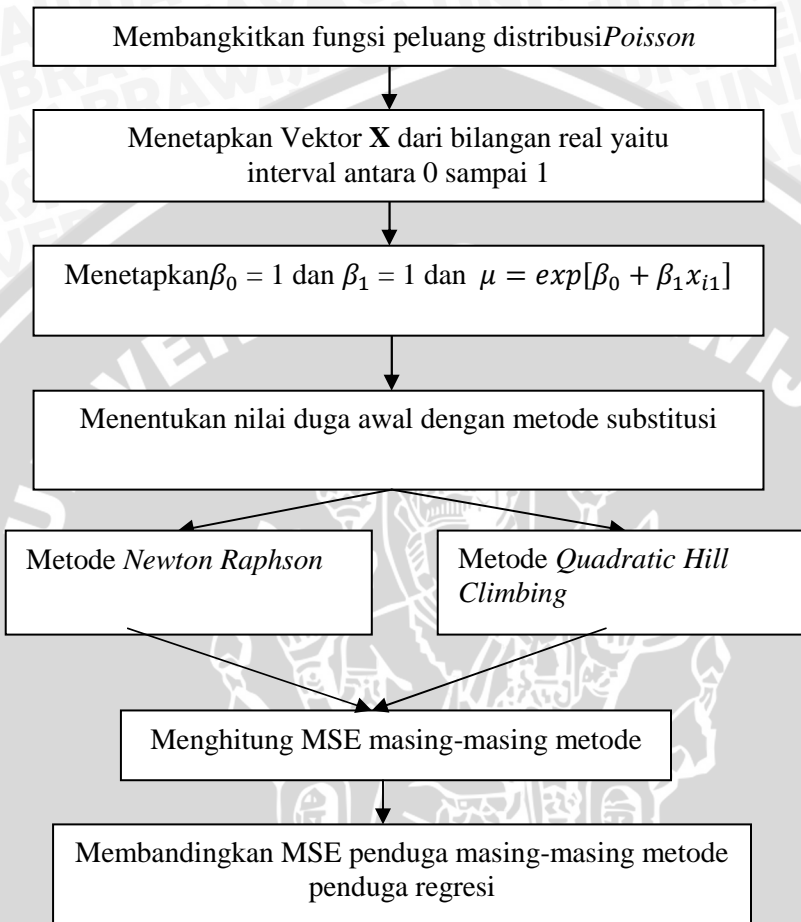 Membangkitkan fungsi peluang distribusiPoisson
Menetapkan Vektor X dari bilangan real yaitu
interval antara 0 sampai 1
Menetapkanβ₀ = 1 dan β₁ = 1 dan μ = exp[β₀ + β₁xᵢ₁]
Menentukan nilai duga awal dengan metode substitusi
Metode Newton Raphson
Metode Quadratic Hill
Climbing
Menghitung MSE masing-masing metode
Membandingkan MSE penduga masing-masing metode
penduga regresi